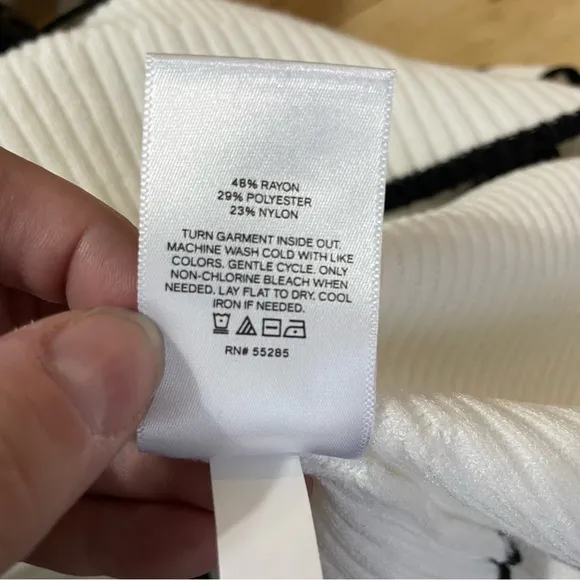 48% RAYON
29% POLYESTER
23% NYLON
TURN GARMENT INSIDE OUT.
MACHINE WASH COLD WITH LIKE
COLORS. GENTLE CYCLE. ONLY
NON-CHLORINE BLEACH WHEN
NEEDED. LAY FLAT TO DRY. COOL
IRON IF NEEDED.
RN# 55285